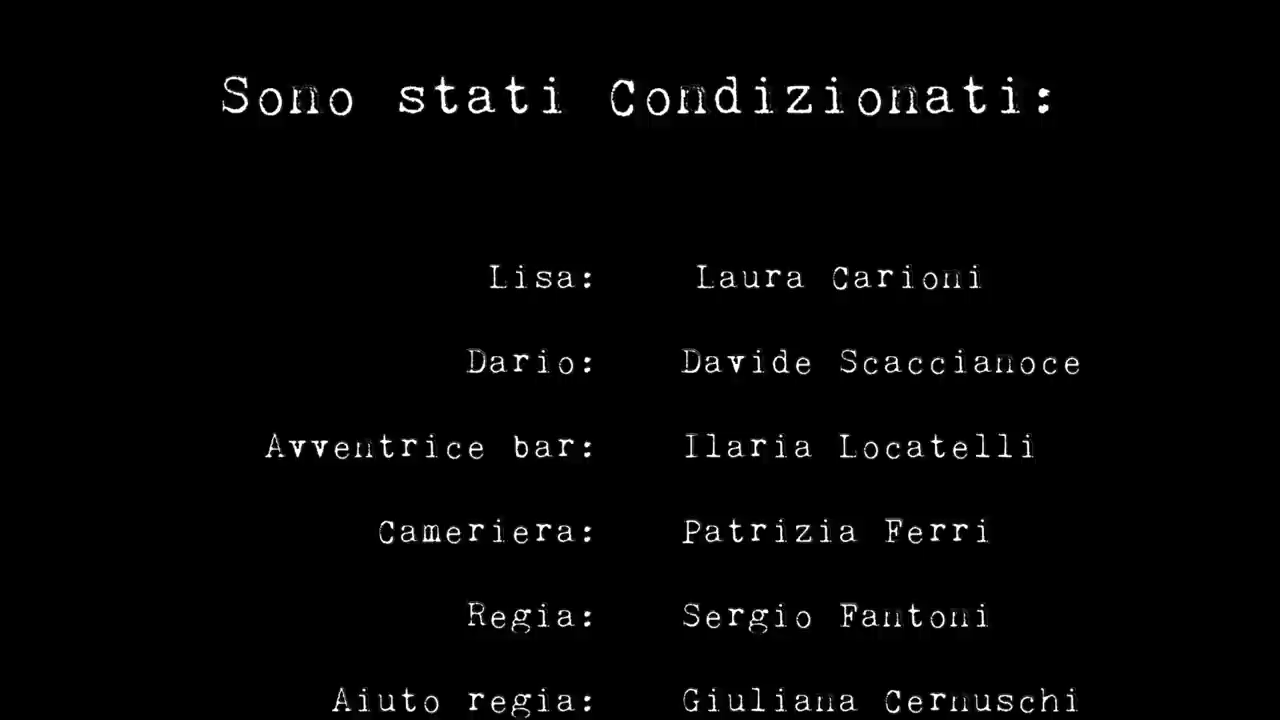 Sono stati Condizionati:
Lisa: Laura Carioni
Dario: Davide Scaccianoce
Avventrice bar: Ilaria Locatelli
Cameriera: Patrizia Ferri
Regia: Sergio Fantoni
Aiuto regia: Giuliana Cernuschi